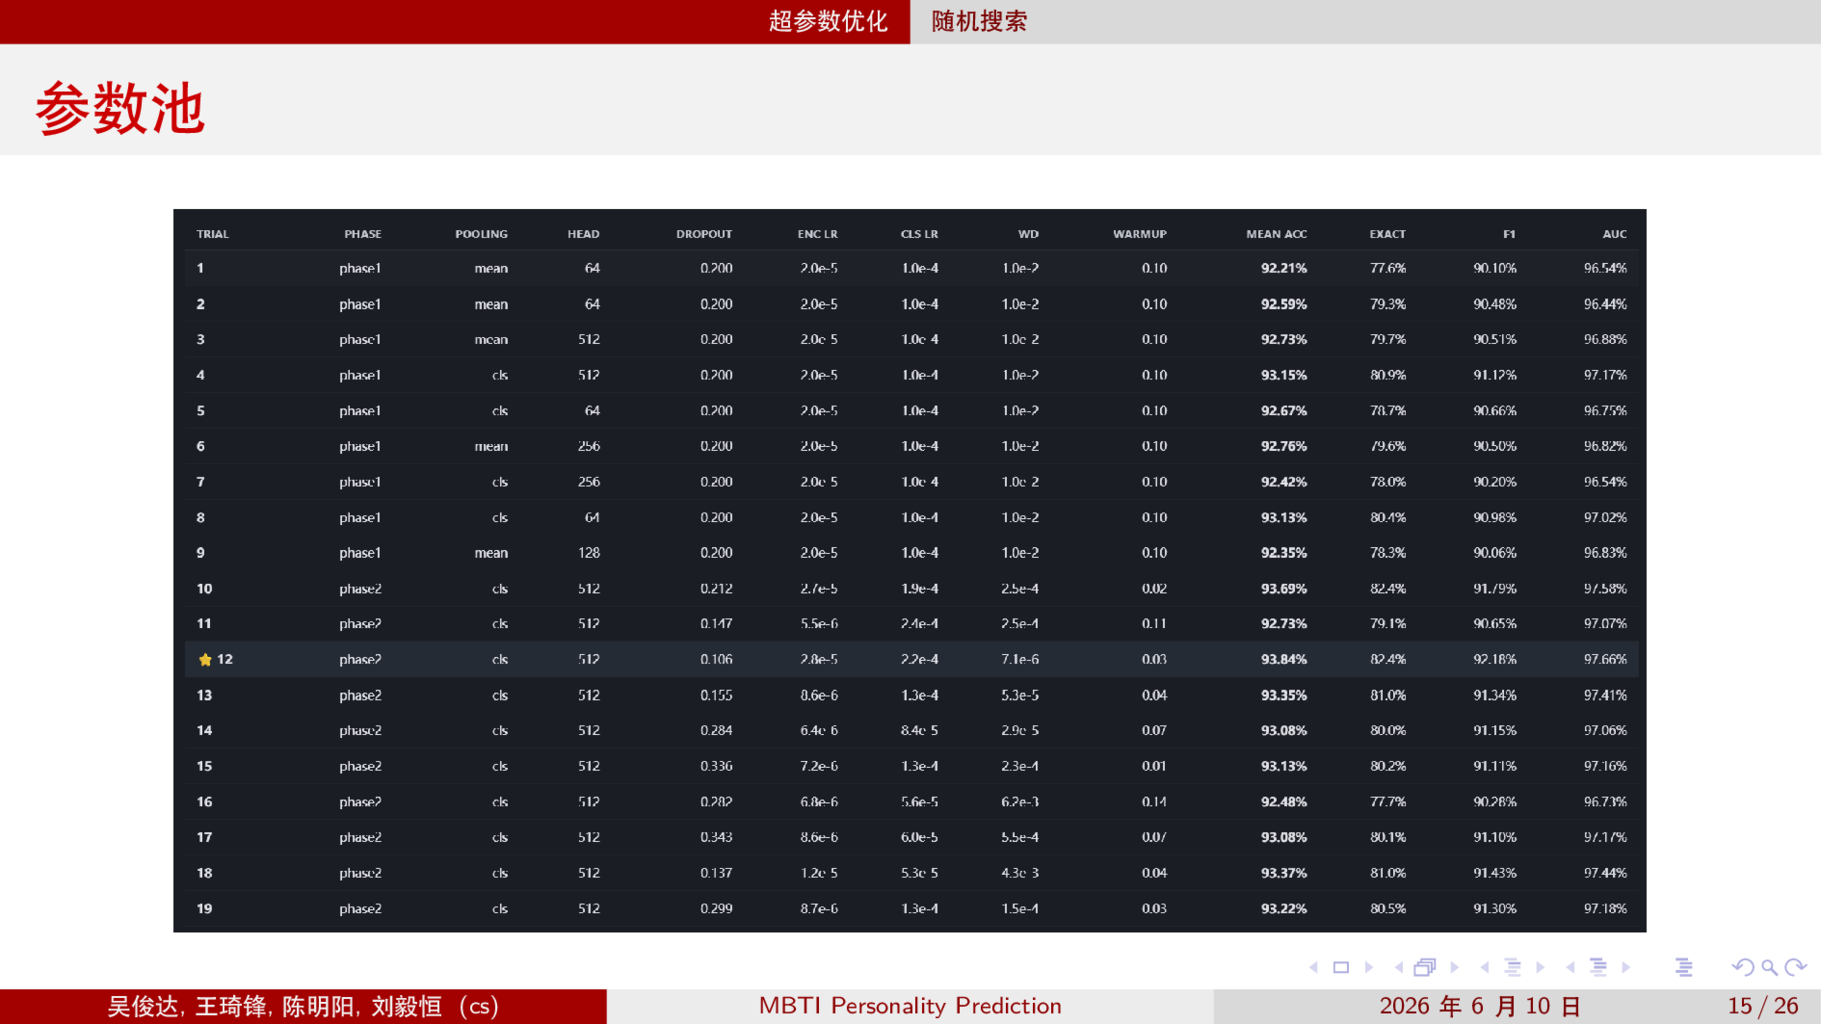 超参数优化 随机搜索
参数池
TRIAL PHASE POOLING HEAD DROPOUT ENC LR CLS LR WD WARMUP MEAN ACC EXACT F1 AUC
1 phase1 mean 64 0.200 2.0e-5 1.0e-4 1.0e-2 0.10 92.21% 77.6% 90.10% 96.54%
2 phase1 mean 64 0.200 2.0e-5 1.0e-4 1.0e-2 0.10 92.59% 79.3% 90.48% 96.44%
3 phase1 mean 512 0.200 2.0e-5 1.0e-4 1.0e-2 0.10 92.73% 79.7% 90.51% 96.88%
4 phase1 cls 512 0.200 2.0e-5 1.0e-4 1.0e-2 0.10 93.15% 80.9% 91.12% 97.17%
5 phase1 cls 64 0.200 2.0e-5 1.0e-4 1.0e-2 0.10 92.67% 78.7% 90.66% 96.75%
6 phase1 mean 256 0.200 2.0e-5 1.0e-4 1.0e-2 0.10 92.76% 79.6% 90.50% 96.82%
7 phase1 cls 256 0.200 2.0e-5 1.0e-4 1.0e-2 0.10 92.42% 78.0% 90.20% 96.54%
8 phase1 cls 64 0.200 2.0e-5 1.0e-4 1.0e-2 0.10 93.13% 80.4% 90.98% 97.02%
9 phase1 mean 128 0.200 2.0e-5 1.0e-4 1.0e-2 0.10 92.35% 78.3% 90.06% 96.83%
10 phase2 cls 512 0.212 2.7e-5 1.9e-4 2.5e-4 0.02 93.69% 82.4% 91.79% 97.58%
11 phase2 cls 512 0.147 5.5e-6 2.4e-4 2.5e-4 0.11 92.73% 79.1% 90.65% 97.07%
12 phase2 cls 512 0.106 2.8e-5 2.2e-4 7.1e-6 0.03 93.84% 82.4% 92.18% 97.66%
13 phase2 cls 512 0.155 8.6e-6 1.3e-4 5.3e-5 0.04 93.35% 81.0% 91.34% 97.41%
14 phase2 cls 512 0.284 6.4e-6 8.4e-5 2.9e-5 0.07 93.08% 80.0% 91.15% 97.06%
15 phase2 cls 512 0.336 7.2e-6 1.3e-4 2.3e-4 0.01 93.13% 80.2% 91.11% 97.16%
16 phase2 cls 512 0.282 6.8e-6 5.6e-5 6.2e-3 0.14 92.48% 77.7% 90.28% 96.73%
17 phase2 cls 512 0.343 8.6e-6 6.0e-5 5.5e-4 0.07 93.08% 80.1% 91.10% 97.17%
18 phase2 cls 512 0.137 1.2e-5 5.3e-5 4.3e-3 0.04 93.37% 81.0% 91.43% 97.44%
19 phase2 cls 512 0.299 8.7e-6 1.3e-4 1.5e-4 0.03 93.22% 80.5% 91.30% 97.18%
吴俊达, 王琦锋, 陈明阳, 刘毅恒 (cs) MBTI Personality Prediction 2026 年 6 月 10 日 15 / 26